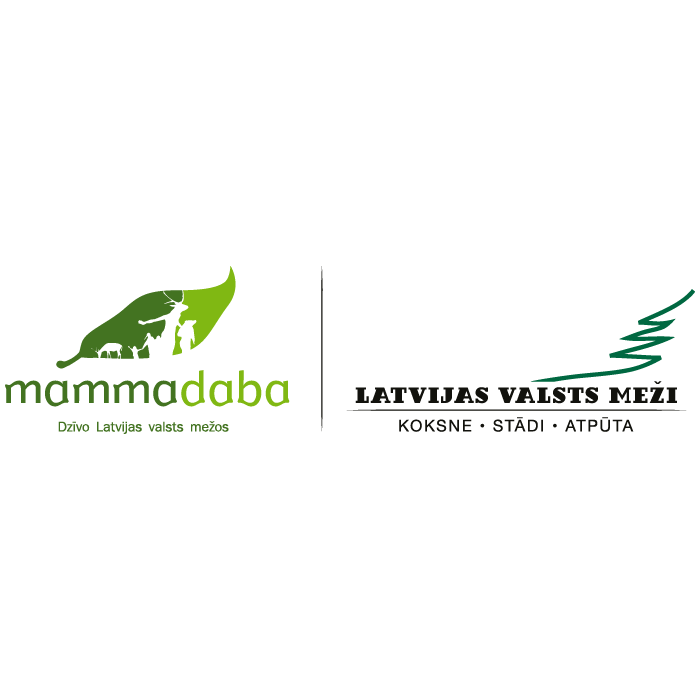 mammadaba
Dzīvo Latvijas valsts mežos
LATVIJAS VALSTS MEŽI
KOKSNE • STĀDI • ATPŪTA